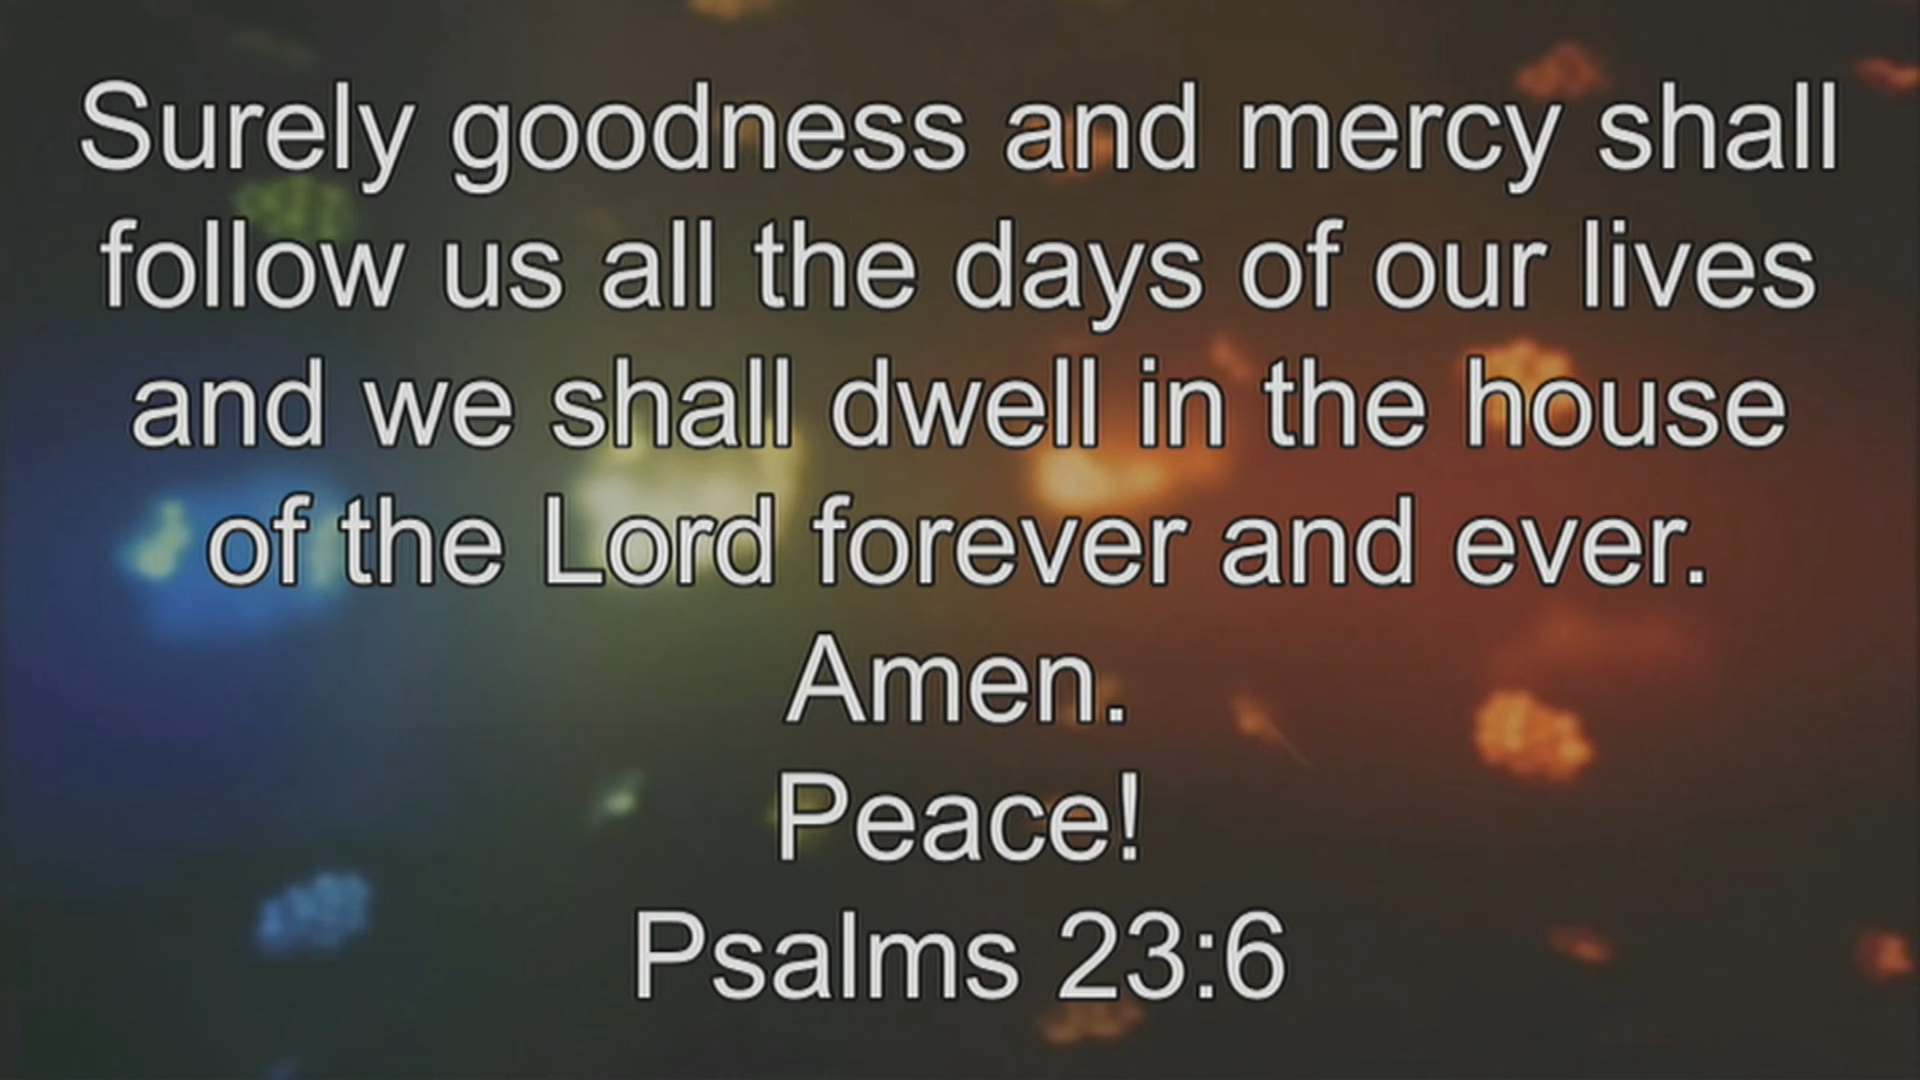 Surely goodness and mercy shall
follow us all the days of our lives
and we shall dwell in the house
of the Lord forever and ever.
Amen.
Peace!
Psalms 23:6